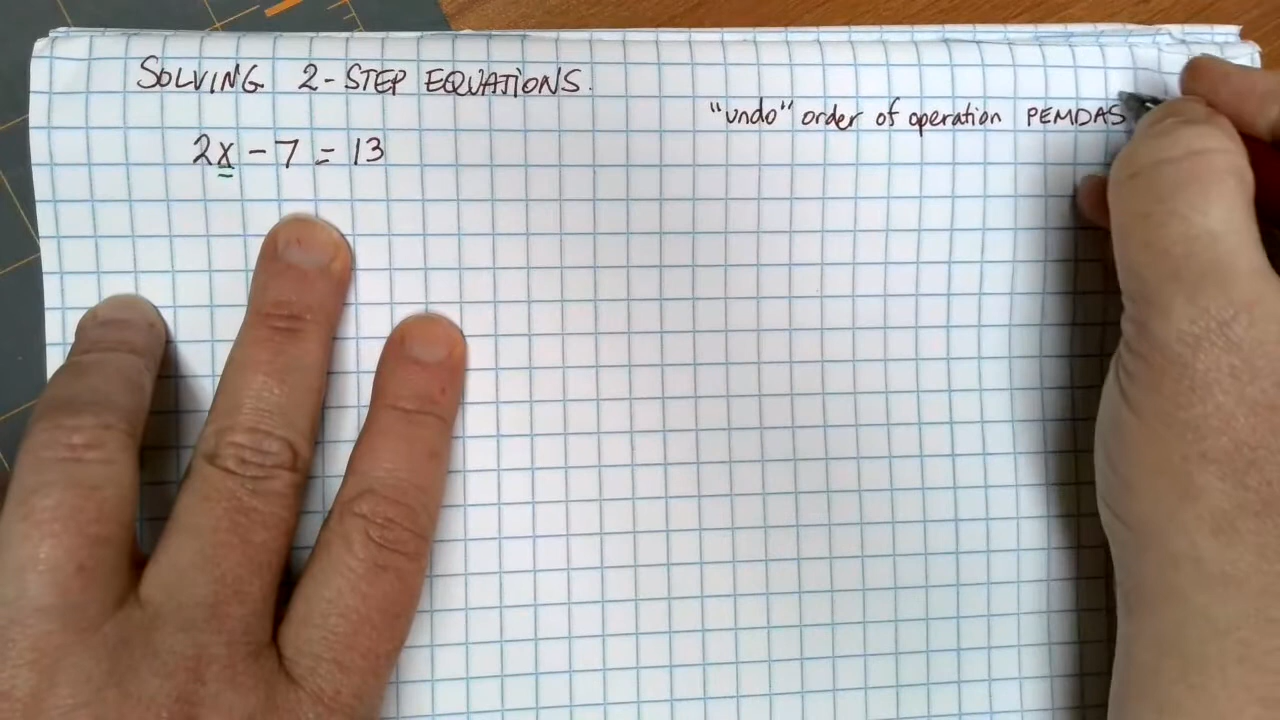 SOLVING 2-STEP EQUATIONS.
"undo" order of operation PEMDAS
2x - 7 = 13